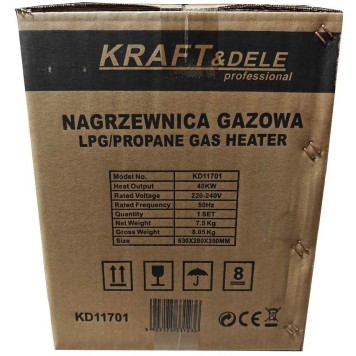 KRAFT&DELE
professional
NAGRZEWNICA GAZOWA
LPG/PROPANE GAS HEATER
Model No. KD11701
Heat Output 40KW
Rated Voltage 220-240V
Rated Frequency 50Hz
Quantity 1 SET
Net Weight 7.5 Kg
Gross Weight 8.05 Kg
Size 530X280X350MM
8
KD11701
CE